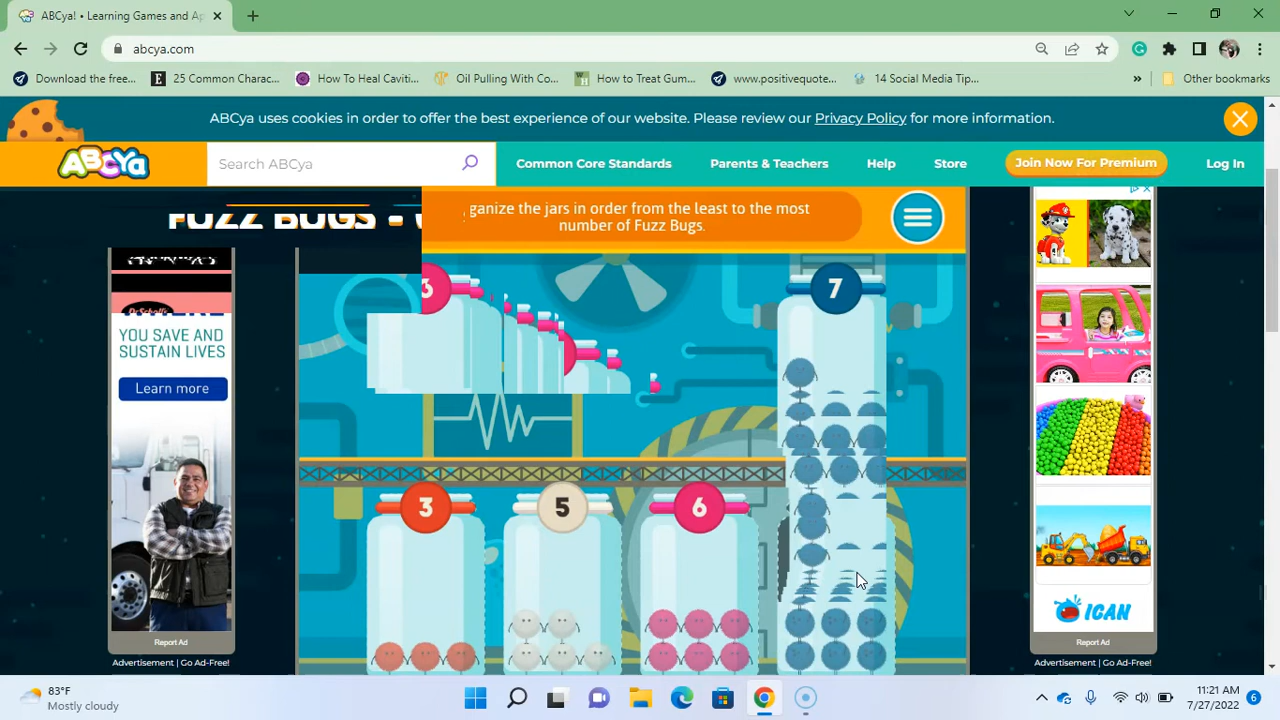 ABCya! • Learning Games and Ap
abcya.com
Download the free...
25 Common Charac...
How To Heal Caviti...
Oil Pulling With Co...
How to Treat Gum...
www.positivequote...
14 Social Media Tip...
»
Other bookmarks
ABCya uses cookies in order to offer the best experience of our website. Please review our Privacy Policy for more information.
ABCya
Search ABCya
Common Core Standards
Parents & Teachers
Help
Store
Join Now For Premium
Log In
FUZZ BUGS -
ganize the jars in order from the least to the most
number of Fuzz Bugs.
6
7
3
5
6
YOU SAVE AND
SUSTAIN LIVES
Learn more
Report Ad
Advertisement | Go Ad-Free!
ICAN
Report Ad
Advertisement | Go Ad-Free!
83°F
Mostly cloudy
11:21 AM
7/27/2022
6